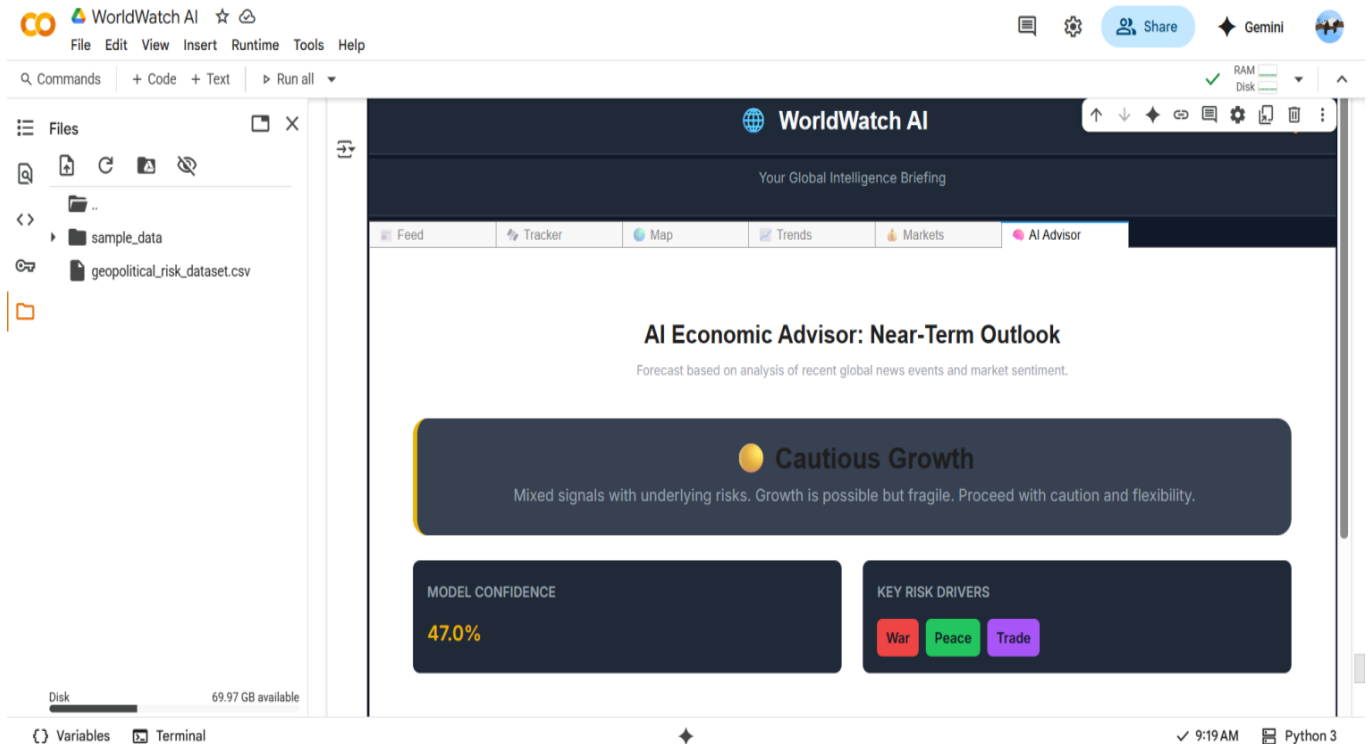 WorldWatch AI
File Edit View Insert Runtime Tools Help
Share
Gemini
Commands + Code + Text Run all
RAM
Disk
Files
..
sample_data
geopolitical_risk_dataset.csv
Disk 69.97 GB available
WorldWatch AI
Your Global Intelligence Briefing
Feed Tracker Map Trends Markets AI Advisor
AI Economic Advisor: Near-Term Outlook
Forecast based on analysis of recent global news events and market sentiment.
Cautious Growth
Mixed signals with underlying risks. Growth is possible but fragile. Proceed with caution and flexibility.
MODEL CONFIDENCE
47.0%
KEY RISK DRIVERS
War Peace Trade
Variables Terminal
9:19 AM Python 3